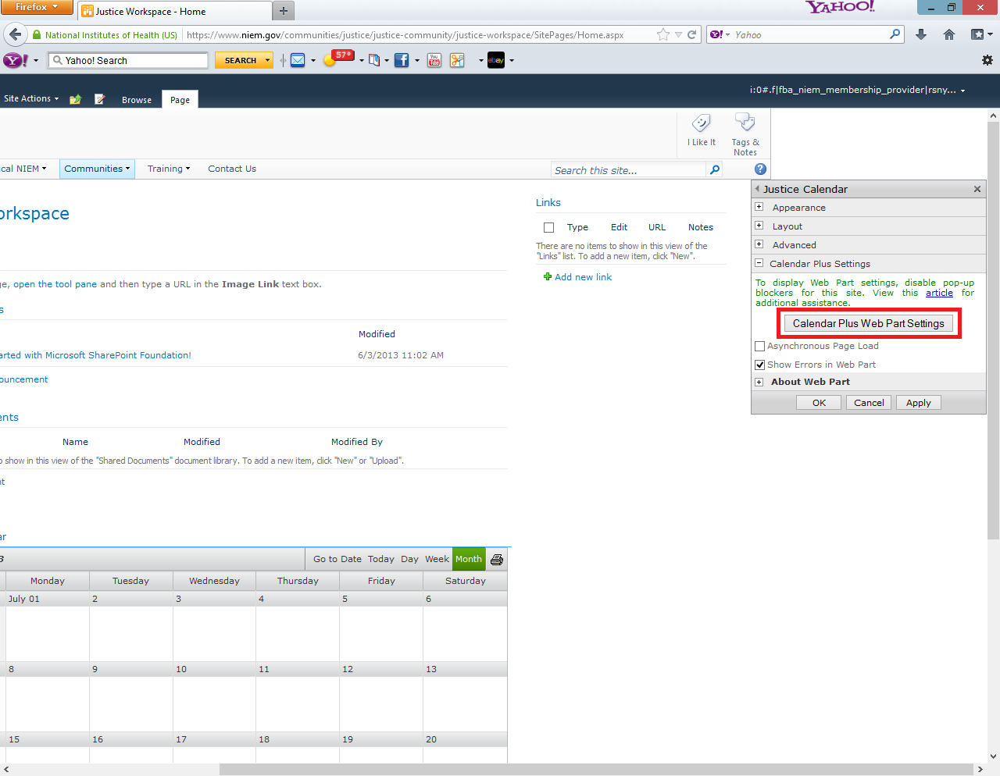 Firefox
Justice Workspace - Home
YAHOO!
National Institutes of Health (US)
https://www.niem.gov/communities/justice/justice-community/justice-workspace/SitePages/Home.aspx
Y!
Yahoo
Y!
Yahoo! Search
SEARCH
57°
f
You
Tube
ebay
Site Actions
Browse
Page
i:0#.f|fba_niem_membership_provider|rsny...
I Like It
Tags &
Notes
ical NIEM
Communities
Training
Contact Us
Search this site...
?
Justice Calendar
Appearance
Layout
Advanced
Calendar Plus Settings
To display Web Part settings, disable pop-up
blockers for this site. View this article for
additional assistance.
Calendar Plus Web Part Settings
Asynchronous Page Load
Show Errors in Web Part
About Web Part
OK Cancel Apply
orkspace
Links
Type Edit URL Notes
There are no items to show in this view of the
"Links" list. To add a new item, click "New".
Add new link
ge, open the tool pane and then type a URL in the Image Link text box.
s
Modified
arted with Microsoft SharePoint Foundation! 6/3/2013 11:02 AM
ouncement
ents
Name Modified Modified By
o show in this view of the "Shared Documents" document library. To add a new item, click "New" or "Upload".
nt
ar
3
Go to Date Today Day Week Month
Monday Tuesday Wednesday Thursday Friday Saturday
July 01 2 3 4 5 6
8 9 10 11 12 13
15 16 17 18 19 20